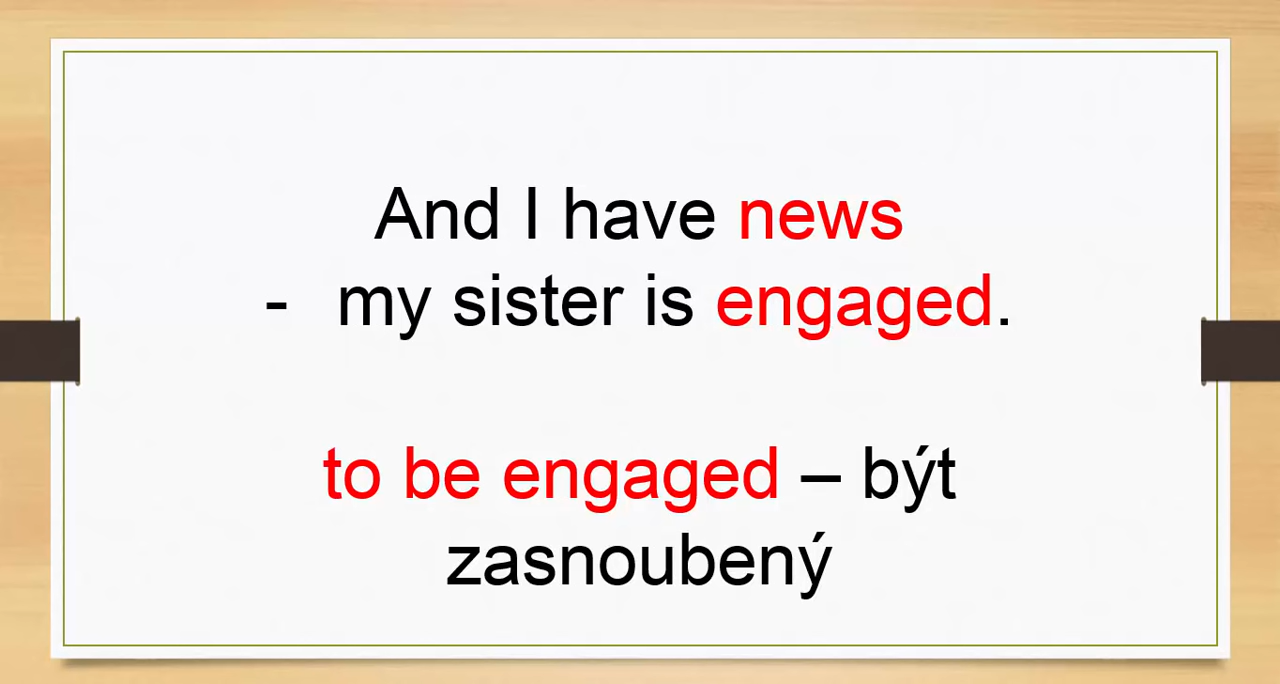 And I have news
- my sister is engaged.
to be engaged – být
zasnoubený